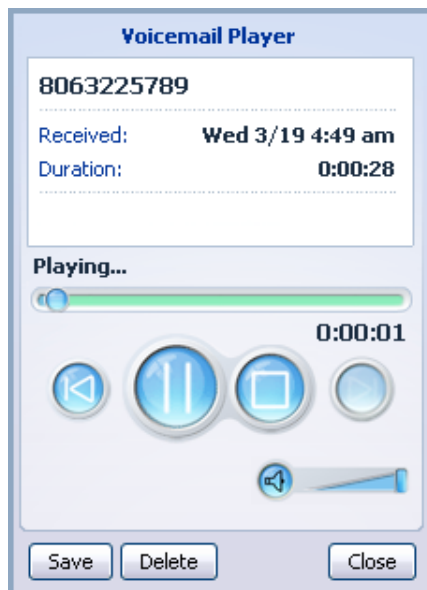 Voicemail Player
8063225789
Received: Wed 3/19 4:49 am
Duration: 0:00:28
Playing...
0:00:01
Save Delete Close